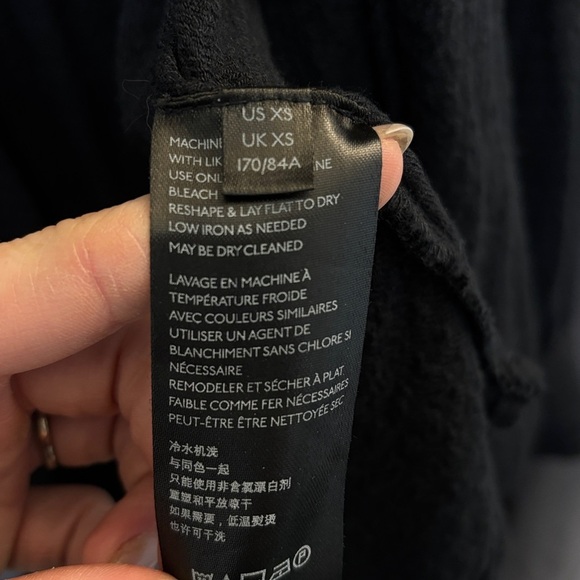 US XS
UK XS
170/84A
MACHINE
WITH LIK NE
USE ONL
BLEACH
RESHAPE & LAY FLAT TO DRY
LOW IRON AS NEEDED
MAY BE DRY CLEANED
LAVAGE EN MACHINE À
TEMPÉRATURE FROIDE
AVEC COULEURS SIMILAIRES
UTILISER UN AGENT DE
BLANCHIMENT SANS CHLORE SI
NÉCESSAIRE
REMODELER ET SÉCHER À PLAT
FAIBLE COMME FER NÉCESSAIRES
PEUT-ÊTRE ÊTRE NETTOYÉE SEC
冷水机洗
与同色一起
只能使用非含氯漂白剂
重塑和平放晾干
如果需要，低温熨烫
也许可干洗